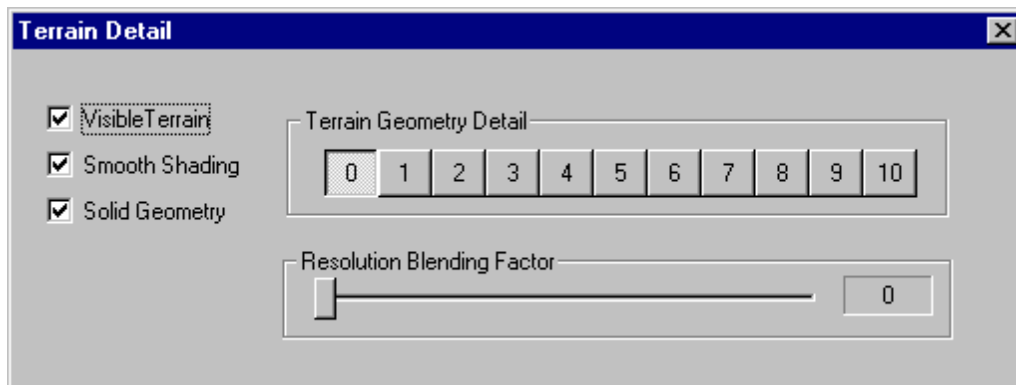 Terrain Detail
VisibleTerrain
Smooth Shading
Solid Geometry
Terrain Geometry Detail
0 1 2 3 4 5 6 7 8 9 10
Resolution Blending Factor
0